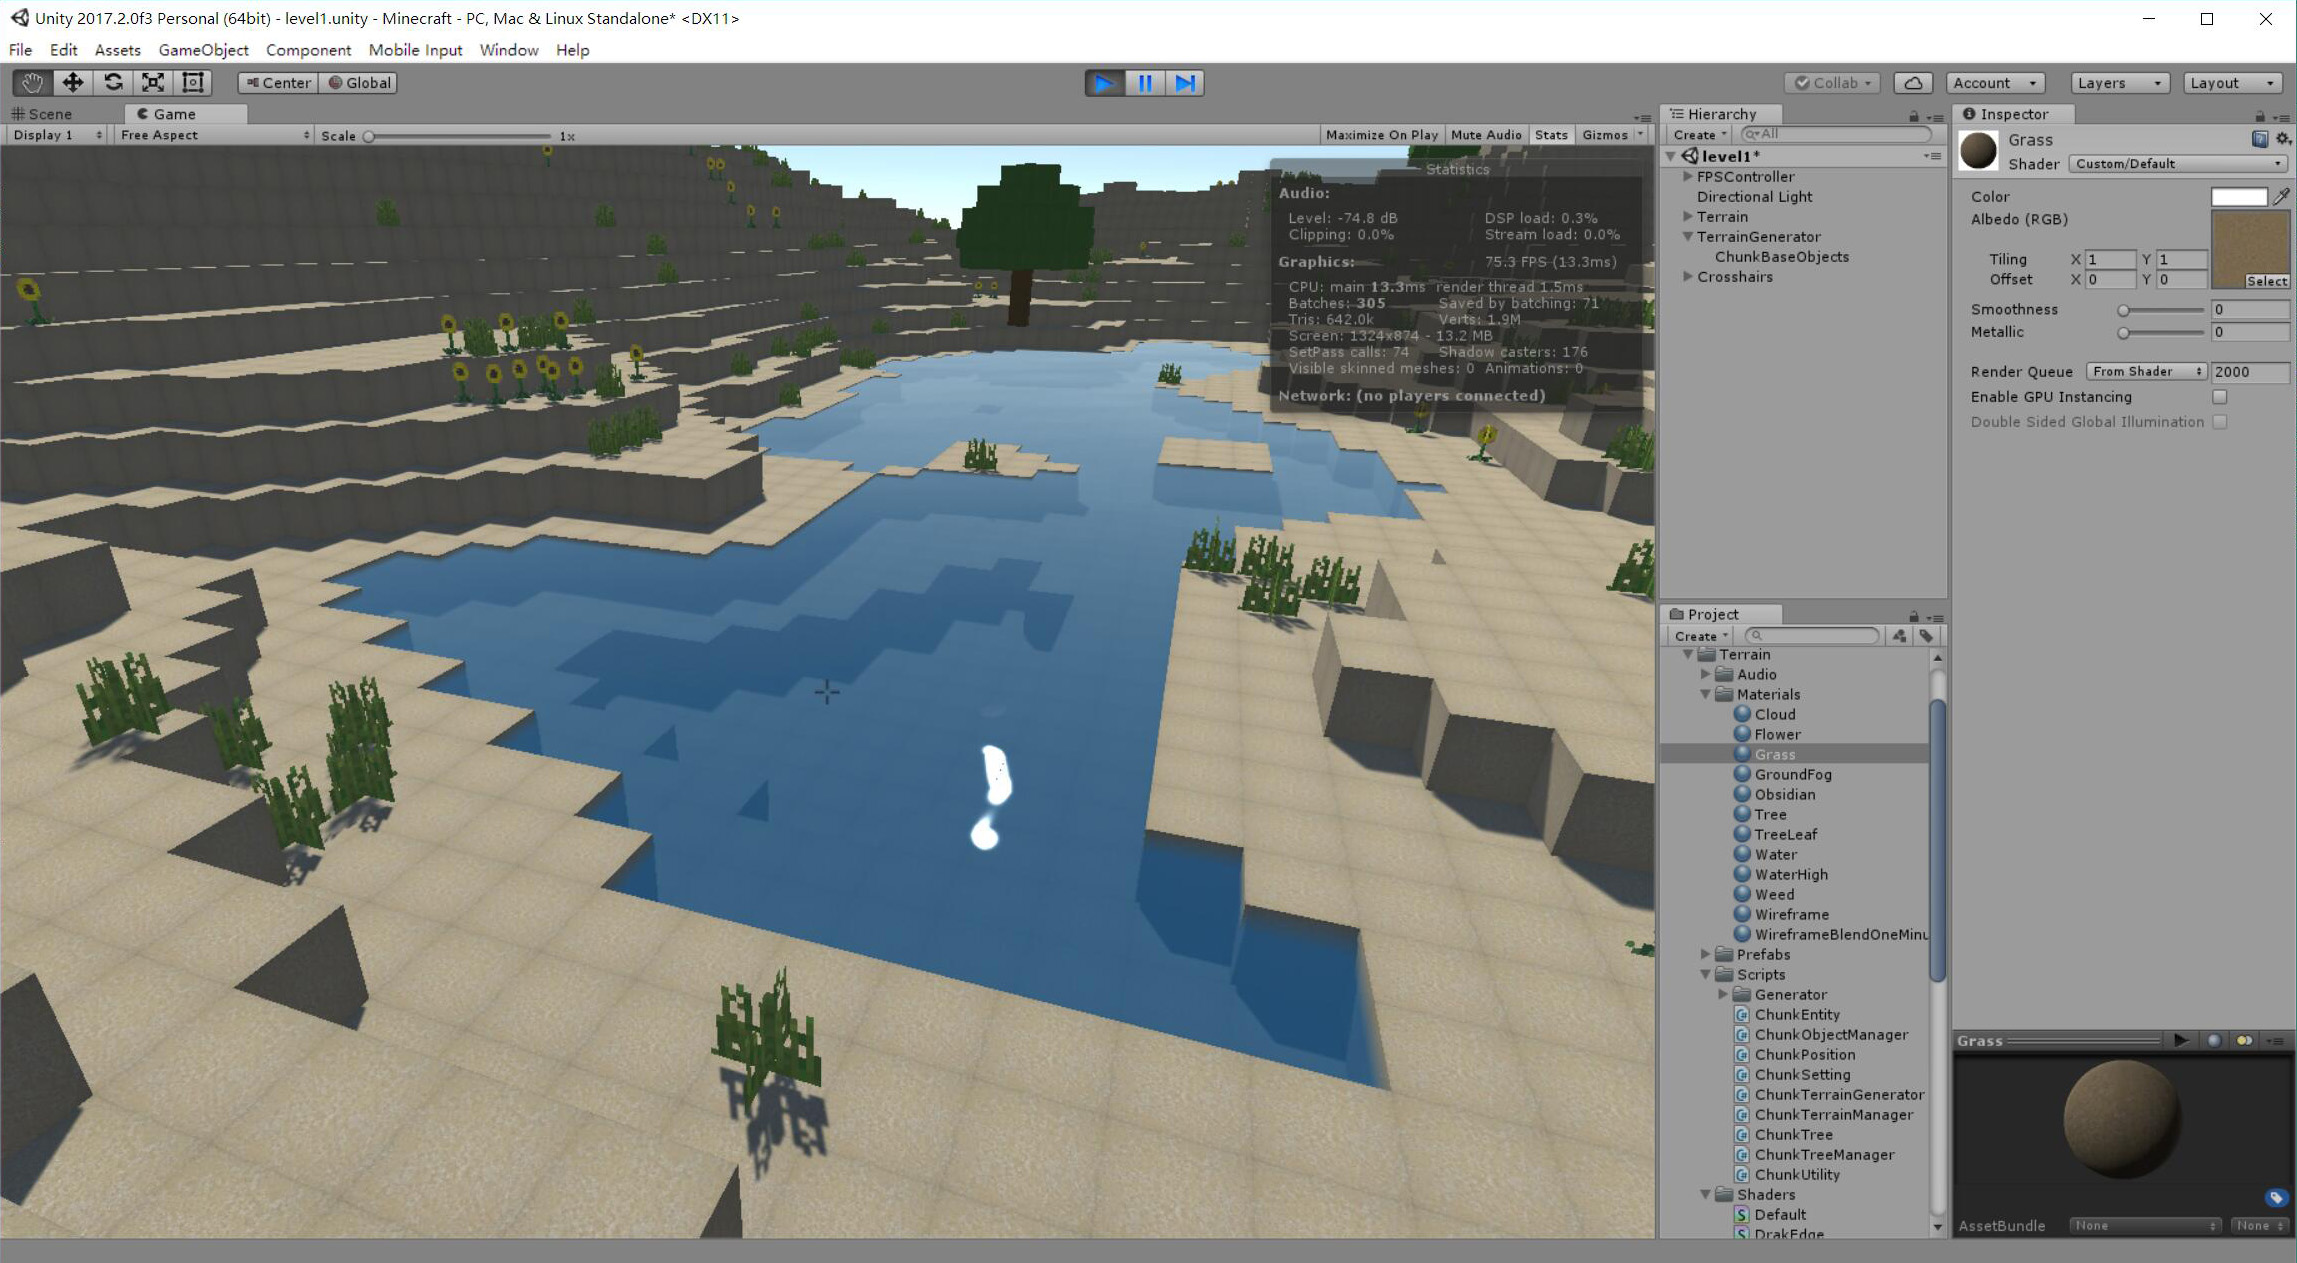 Unity 2017.2.0f3 Personal (64bit) - level1.unity - Minecraft - PC, Mac & Linux Standalone* <DX11>
File Edit Assets GameObject Component Mobile Input Window Help
Center Global
Collab Account Layers Layout
Scene Game
Display 1 Free Aspect Scale 1x Maximize On Play Mute Audio Stats Gizmos
Statistics
Audio:
Level: -74.8 dB DSP load: 0.3%
Clipping: 0.0% Stream load: 0.0%
Graphics: 75.3 FPS (13.3ms)
CPU: main 13.3ms render thread 1.5ms
Batches: 305 Saved by batching: 71
Tris: 642.0k Verts: 1.9M
Screen: 1324x874 - 13.2 MB
SetPass calls: 74 Shadow casters: 176
Visible skinned meshes: 0 Animations: 0
Network: (no players connected)
Hierarchy
Create All
level1*
FPSController
Directional Light
Terrain
TerrainGenerator
ChunkBaseObjects
Crosshairs
Project
Create
Terrain
Audio
Materials
Cloud
Flower
Grass
GroundFog
Obsidian
Tree
TreeLeaf
Water
WaterHigh
Weed
Wireframe
WireframeBlendOneMinu
Prefabs
Scripts
Generator
ChunkEntity
ChunkObjectManager
ChunkPosition
ChunkSetting
ChunkTerrainGenerator
ChunkTerrainManager
ChunkTree
ChunkTreeManager
ChunkUtility
Shaders
Default
DrakEdge
Inspector
Grass
Shader Custom/Default
Color
Albedo (RGB)
Tiling X 1 Y 1
Offset X 0 Y 0
Select
Smoothness 0
Metallic 0
Render Queue From Shader 2000
Enable GPU Instancing
Double Sided Global Illumination
Grass
AssetBundle None None